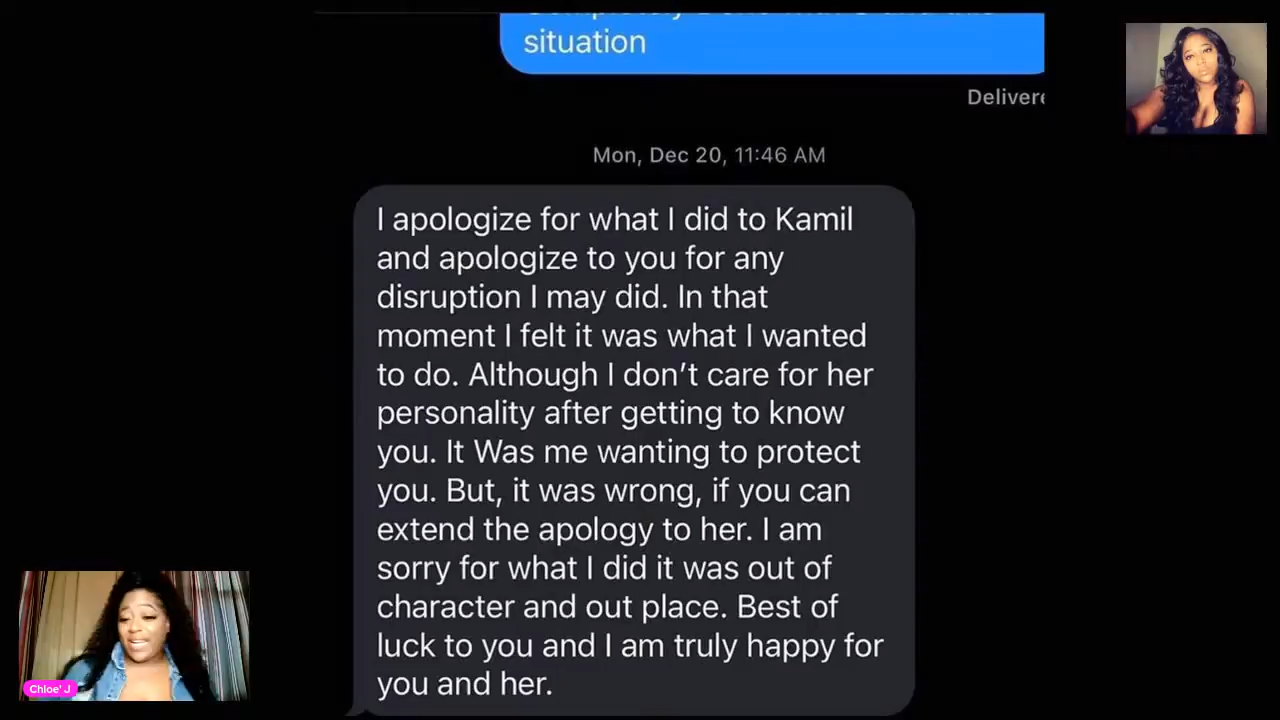 situation
Delivere
Mon, Dec 20, 11:46 AM
I apologize for what I did to Kamil
and apologize to you for any
disruption I may did. In that
moment I felt it was what I wanted
to do. Although I don’t care for her
personality after getting to know
you. It Was me wanting to protect
you. But, it was wrong, if you can
extend the apology to her. I am
sorry for what I did it was out of
character and out place. Best of
luck to you and I am truly happy for
you and her.
Chloe' J